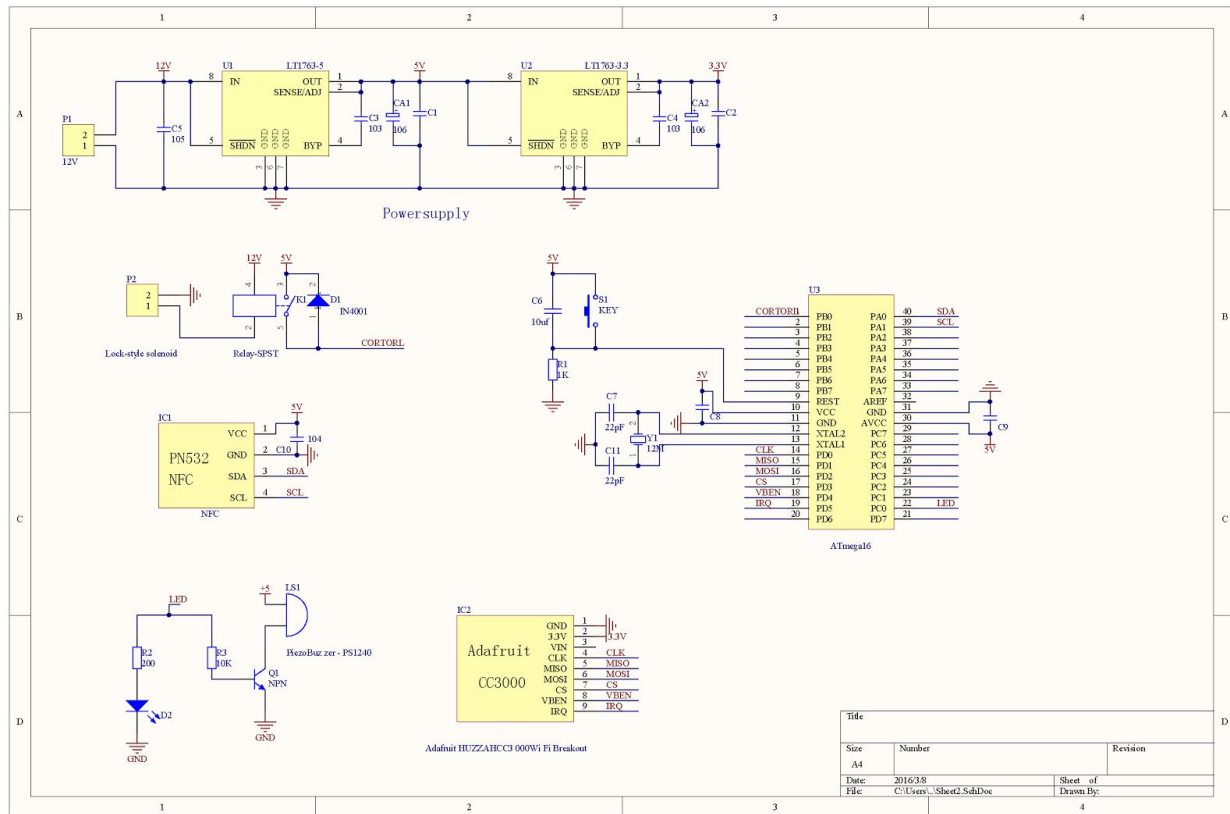 1 2 3 4
A A
B B
C C
D D
1 2 3 4
P1
2
1
12V
12V
C5
105
U1 LT1763-5
8 IN OUT 1
SENSE/ADJ 2
5 SHDN GND GND GND BYP 4
3 6 7
C3
103
CA1
+
106
5V
C1
U2 LT1763-3.3
8 IN OUT 1
SENSE/ADJ 2
5 SHDN GND GND GND BYP 4
3 6 7
C4
103
CA2
+
106
3.3V
C2
Powersupply
P2
2
1
Lock-style solenoid
12V
4
2
5V
3
5
K1
2
1
D1
IN4001
CORTORL
Relay-SPST
5V
C6
10uf
S1
KEY
R1
1K
C7
22pF
C11
22pF
2
1
Y1
12M
5V
C8
U3
CORTORL 1 PB0 PA0 40 SDA
2 PB1 PA1 39 SCL
3 PB2 PA2 38
4 PB3 PA3 37
5 PB4 PA4 36
6 PB5 PA5 35
7 PB6 PA6 34
8 PB7 PA7 33
9 REST AREF 32
10 VCC GND 31
11 GND AVCC 30
12 XTAL2 PC7 29
13 XTAL1 PC6 28
CLK 14 PD0 PC5 27
MISO 15 PD1 PC4 26
MOSI 16 PD2 PC3 25
CS 17 PD3 PC2 24
VBEN 18 PD4 PC1 23
IRQ 19 PD5 PC0 22 LED
20 PD6 PD7 21
ATmega16
C9
5V
IC1
PN532
NFC
VCC 1
GND 2
SDA 3 SDA
SCL 4 SCL
NFC
5V
104
C10
LED
R2
200
R3
10K
D2
GND
+5
LS1
PiezoBuzzer - PS1240
Q1
NPN
GND
IC2
Adafruit
CC3000
GND 1
3.3V 2 3.3V
VIN 3
CLK 4 CLK
MISO 5 MISO
MOSI 6 MOSI
CS 7 CS
VBEN 8 VBEN
IRQ 9 IRQ
Adafruit HUZZAHCC3 000Wi Fi Breakout
Title
Size Number Revision
A4
Date: 2016/3/8 Sheet of
File: C:\Users\..\Sheet2.SchDoc Drawn By: